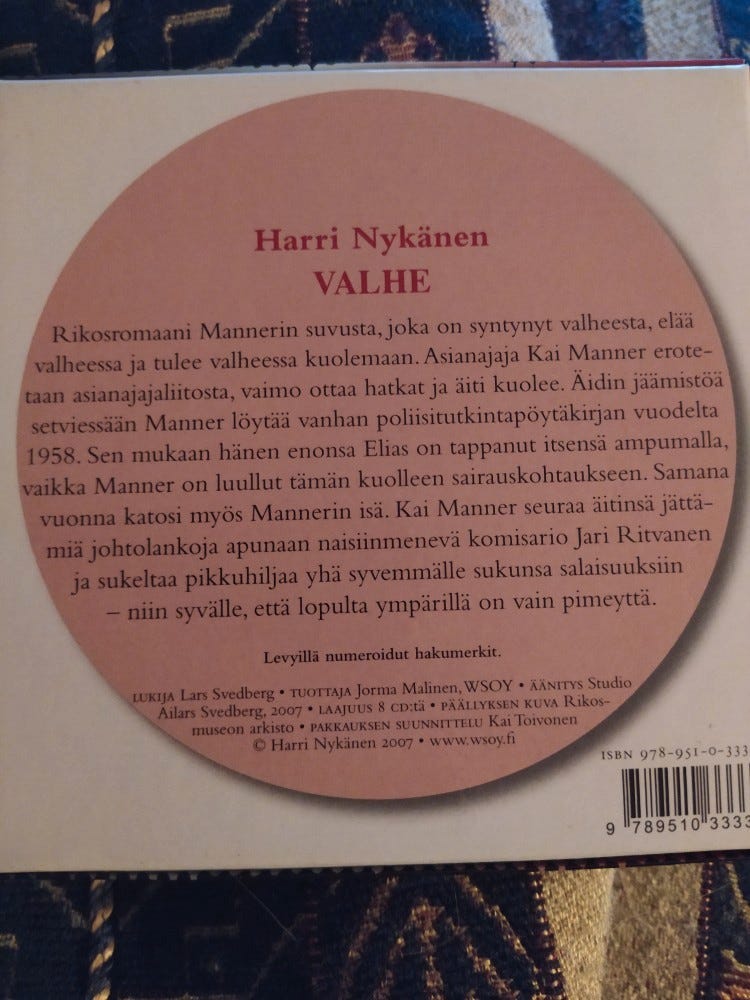 Harri Nykänen
VALHE
Rikosromaani Mannerin suvusta, joka on syntynyt valheesta, elää
valheessa ja tulee valheessa kuolemaan. Asianajaja Kai Manner erote-
taan asianajajaliitosta, vaimo ottaa hatkat ja äiti kuolee. Äidin jäämistöä
setviessään Manner löytää vanhan poliisitutkintapöytäkirjan vuodelta
1958. Sen mukaan hänen enonsa Elias on tappanut itsensä ampumalla,
vaikka Manner on luullut tämän kuolleen sairauskohtaukseen. Samana
vuonna katosi myös Mannerin isä. Kai Manner seuraa äitinsä jättä-
miä johtolankoja apunaan naisiinmenevä komisario Jari Ritvanen
ja sukeltaa pikkuhiljaa yhä syvemmälle sukunsa salaisuuksiin
– niin syvälle, että lopulta ympärillä on vain pimeyttä.
Levyillä numeroidut hakumerkit.
LUKIJA Lars Svedberg • TUOTTAJA Jorma Malinen, WSOY • ÄÄNITYS Studio
Ailars Svedberg, 2007 • LAAJUUS 8 CD:tä • PÄÄLLYKSEN KUVA Rikos-
museon arkisto • PAKKAUKSEN SUUNNITTELU Kai Toivonen
© Harri Nykänen 2007 • www.wsoy.fi
ISBN 978-951-0-333
9 789510 3333